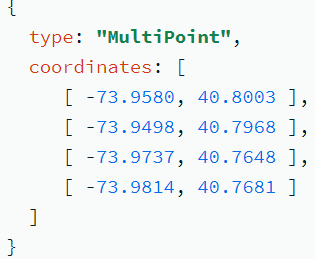 {
  type: "MultiPoint",
  coordinates: [
     [ -73.9580, 40.8003 ],
     [ -73.9498, 40.7968 ],
     [ -73.9737, 40.7648 ],
     [ -73.9814, 40.7681 ]
  ]
}